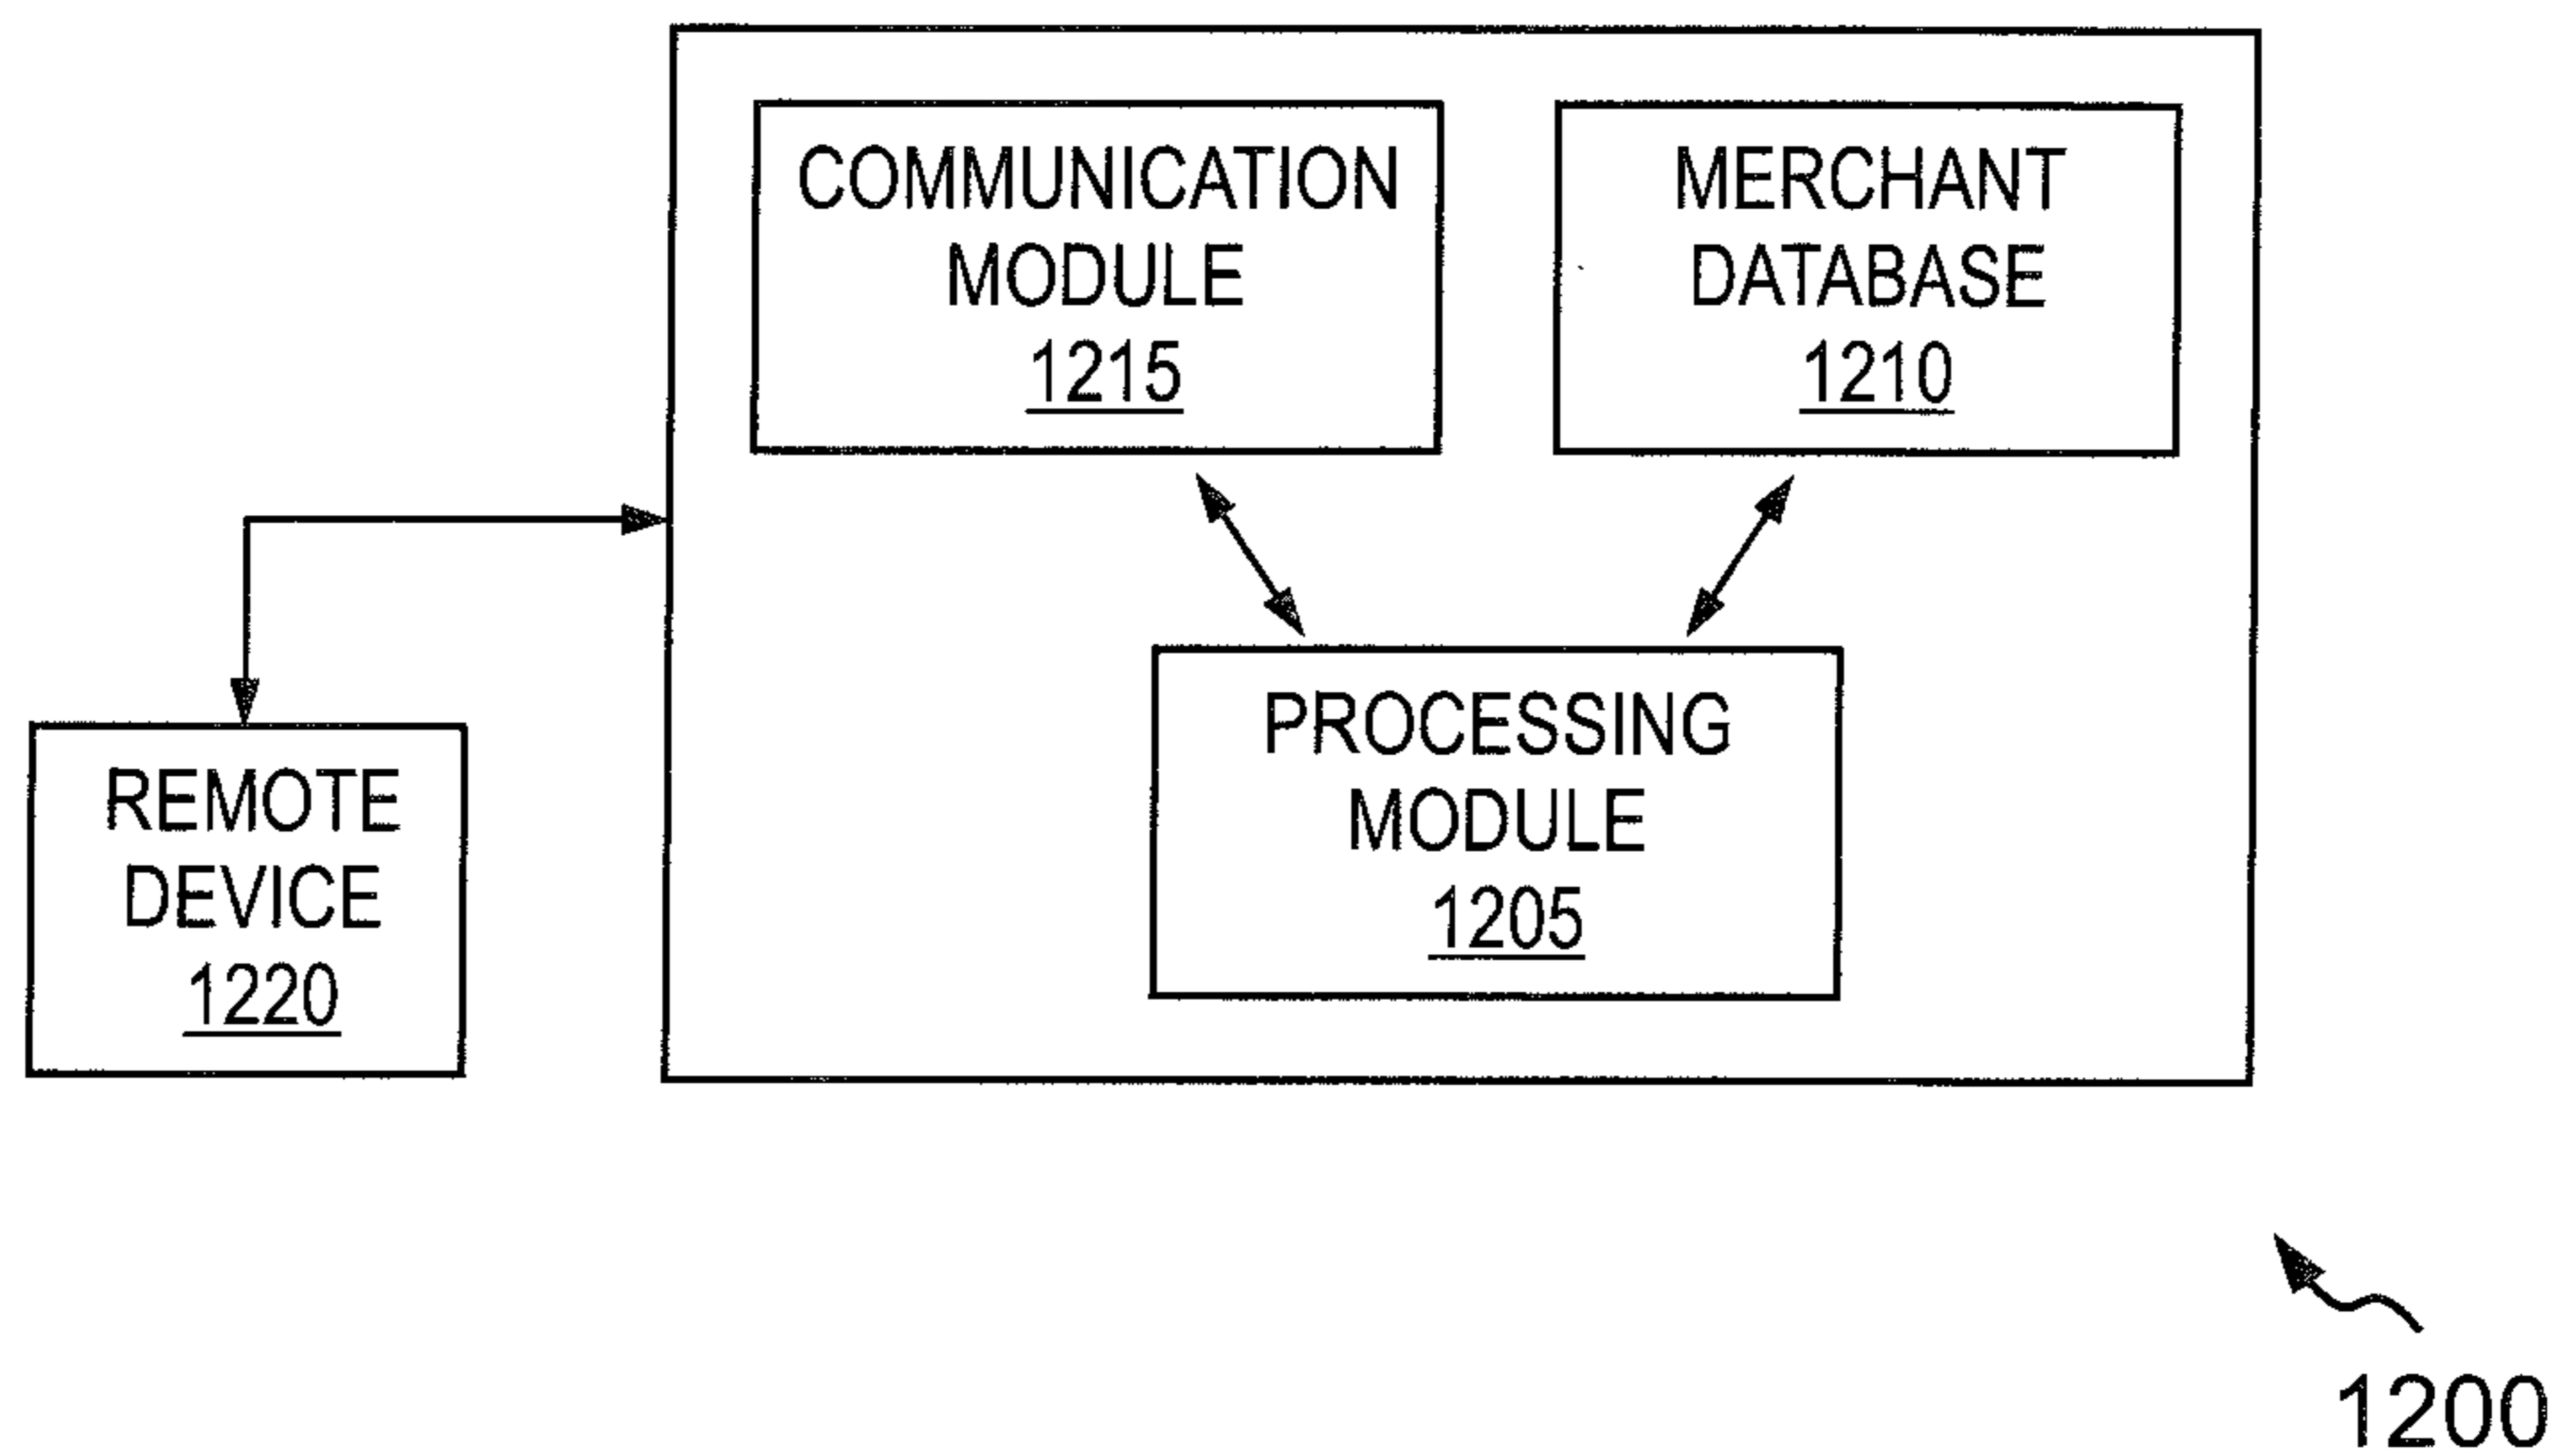 COMMUNICATION
MODULE
1215
MERCHANT
DATABASE
1210
PROCESSING
MODULE
1205
REMOTE
DEVICE
1220
1200